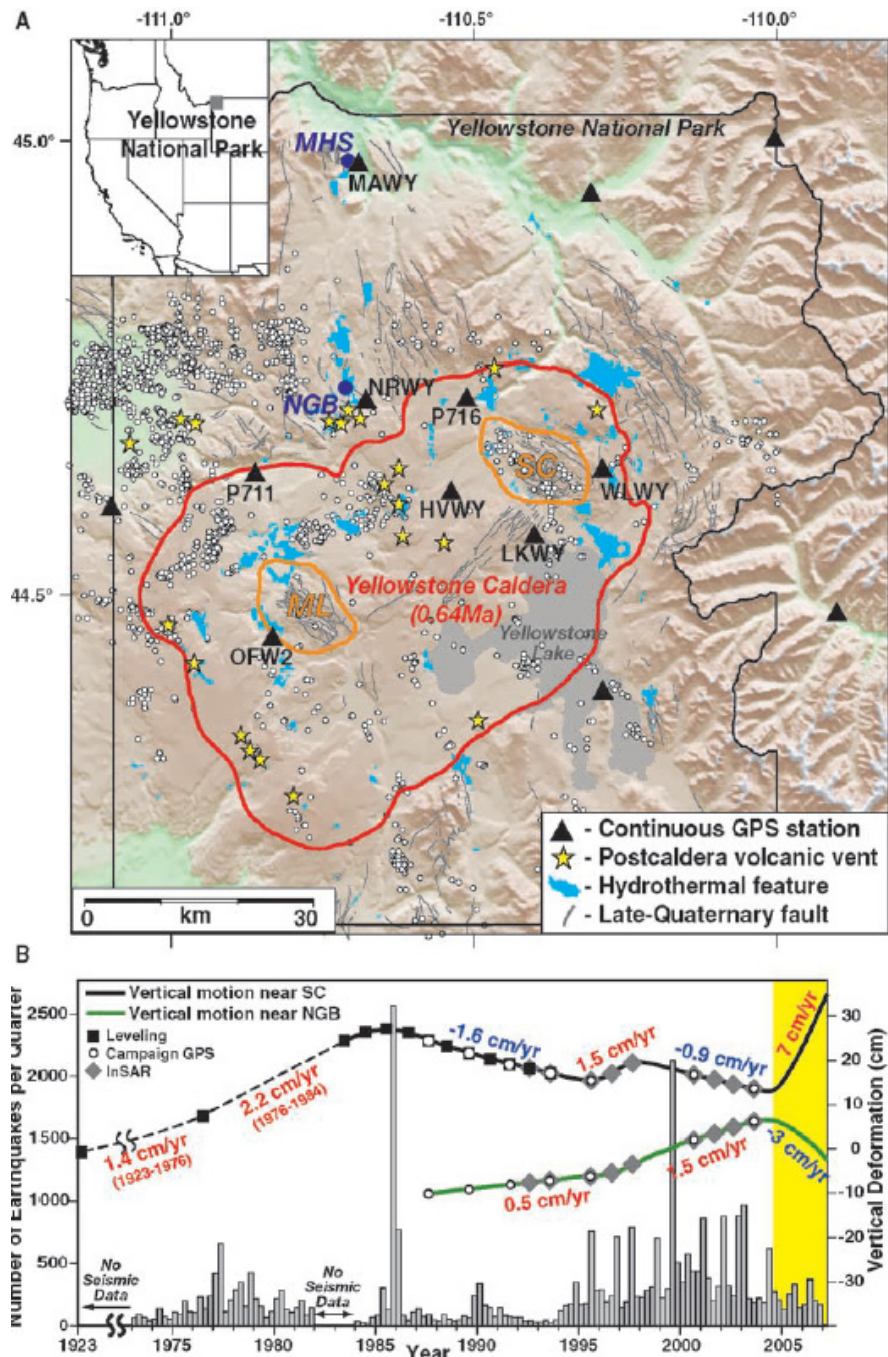 A
-111.0
-110.5
-110.0
45.0
44.5
Yellowstone
National Park
Yellowstone National Park
MHS
MAWY
NGB
NRWY
P716
SC
WLWY
P711
HVWY
LKWY
ML
Yellowstone Caldera
(0.64Ma)
Yellowstone
Lake
OFW2
- Continuous GPS station
- Postcaldera volcanic vent
- Hydrothermal feature
- Late-Quaternary fault
0
km
30
B
Vertical motion near SC
Vertical motion near NGB
Leveling
Campaign GPS
InSAR
Number of Earthquakes per Quarter
2500
2000
1500
1000
500
0
1.4 cm/yr
(1923-1976)
2.2 cm/yr
(1976-1984)
-1.6 cm/yr
1.5 cm/yr
-0.9 cm/yr
7 cm/yr
0.5 cm/yr
1.5 cm/yr
-3 cm/yr
No
Seismic
Data
No
Seismic
Data
30
20
10
0
-10
-20
-30
Vertical Deformation (cm)
1923
1975
1980
1985
1990
2000
2005
Year